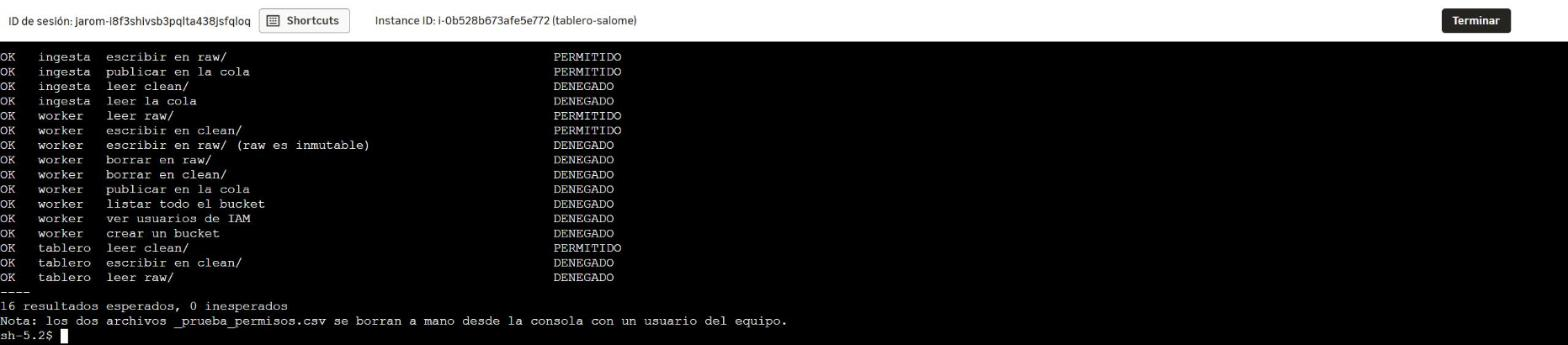 ID de sesión: jarom-i8f3shlvsb3pqlta438jsfqloq Shortcuts Instance ID: i-0b528b673afe5e772 (tablero-salome) Terminar
OK ingesta escribir en raw/ PERMITIDO
OK ingesta publicar en la cola PERMITIDO
OK ingesta leer clean/ DENEGADO
OK ingesta leer la cola DENEGADO
OK worker leer raw/ PERMITIDO
OK worker escribir en clean/ PERMITIDO
OK worker escribir en raw/ (raw es inmutable) DENEGADO
OK worker borrar en raw/ DENEGADO
OK worker borrar en clean/ DENEGADO
OK worker publicar en la cola DENEGADO
OK worker listar todo el bucket DENEGADO
OK worker ver usuarios de IAM DENEGADO
OK worker crear un bucket DENEGADO
OK tablero leer clean/ PERMITIDO
OK tablero escribir en clean/ DENEGADO
OK tablero leer raw/ DENEGADO
----
16 resultados esperados, 0 inesperados
Nota: los dos archivos _prueba_permisos.csv se borran a mano desde la consola con un usuario del equipo.
sh-5.2$